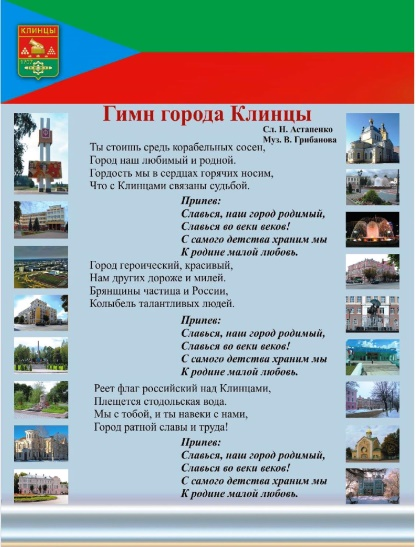 КЛИНЦЫ
Гимн города Клинцы
Сл. Н. Астапенко
Муз. В. Грибанова
Ты стоишь средь корабельных сосен,
Город наш любимый и родной.
Гордость мы в сердцах горячих носим,
Что с Клинцами связаны судьбой.
Припев:
Славься, наш город родимый,
Славься во веки веков!
С самого детства храним мы
К родине малой любовь.
Город героический, красивый,
Нам других дороже и милей.
Брянщины частица и России,
Колыбель талантливых людей.
Припев:
Славься, наш город родимый,
Славься во веки веков!
С самого детства храним мы
К родине малой любовь.
Реет флаг российский над Клинцами,
Плещется стодольская вода.
Мы с тобой, и ты навеки с нами,
Город ратной славы и труда!
Припев:
Славься, наш город родимый,
Славься во веки веков!
С самого детства храним мы
К родине малой любовь.